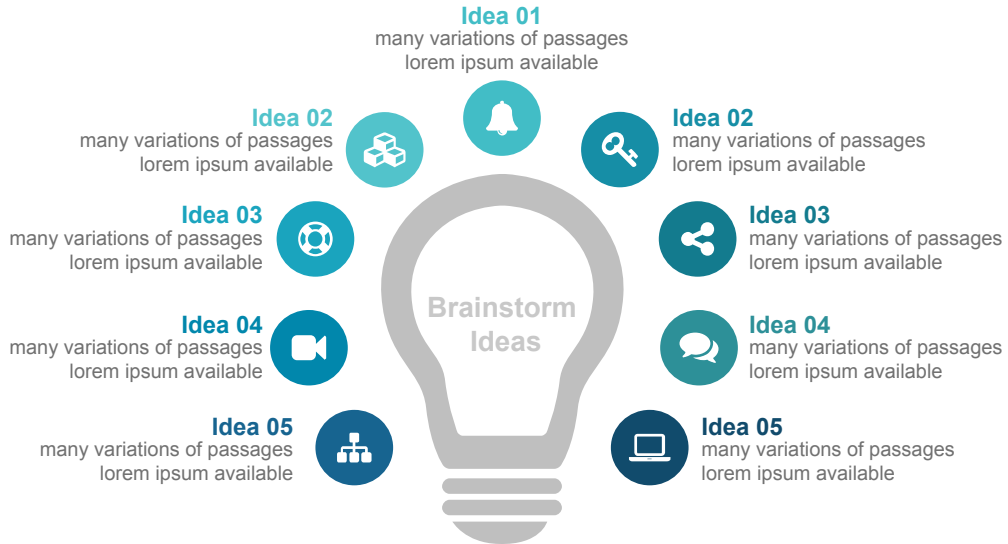 Idea 01
many variations of passages
lorem ipsum available
Idea 02
many variations of passages
lorem ipsum available
Idea 03
many variations of passages
lorem ipsum available
Idea 04
many variations of passages
lorem ipsum available
Idea 05
many variations of passages
lorem ipsum available
Brainstorm
Ideas
Idea 02
many variations of passages
lorem ipsum available
Idea 03
many variations of passages
lorem ipsum available
Idea 04
many variations of passages
lorem ipsum available
Idea 05
many variations of passages
lorem ipsum available